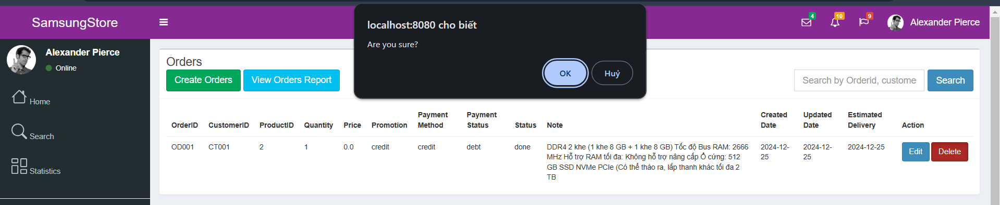 SamsungStore
localhost:8080 cho biết
Are you sure?
OK
Huỷ
4
10
9
Alexander Pierce
Alexander Pierce
Online
Home
Search
Statistics
Orders
Create Orders
View Orders Report
Search by Orderid, custome
Search
OrderID
CustomerID
ProductID
Quantity
Price
Promotion
Payment
Method
Payment
Status
Status
Note
Created
Date
Updated
Date
Estimated
Delivery
Action
OD001
CT001
2
1
0.0
credit
credit
debt
done
DDR4 2 khe (1 khe 8 GB + 1 khe 8 GB) Tốc độ Bus RAM: 2666
MHz Hỗ trợ RAM tối đa: Không hỗ trợ nâng cấp Ổ cứng: 512
GB SSD NVMe PCIe (Có thể tháo ra, lắp thanh khác tối đa 2
TB
2024-12-
25
2024-12-
25
2024-12-25
Edit
Delete